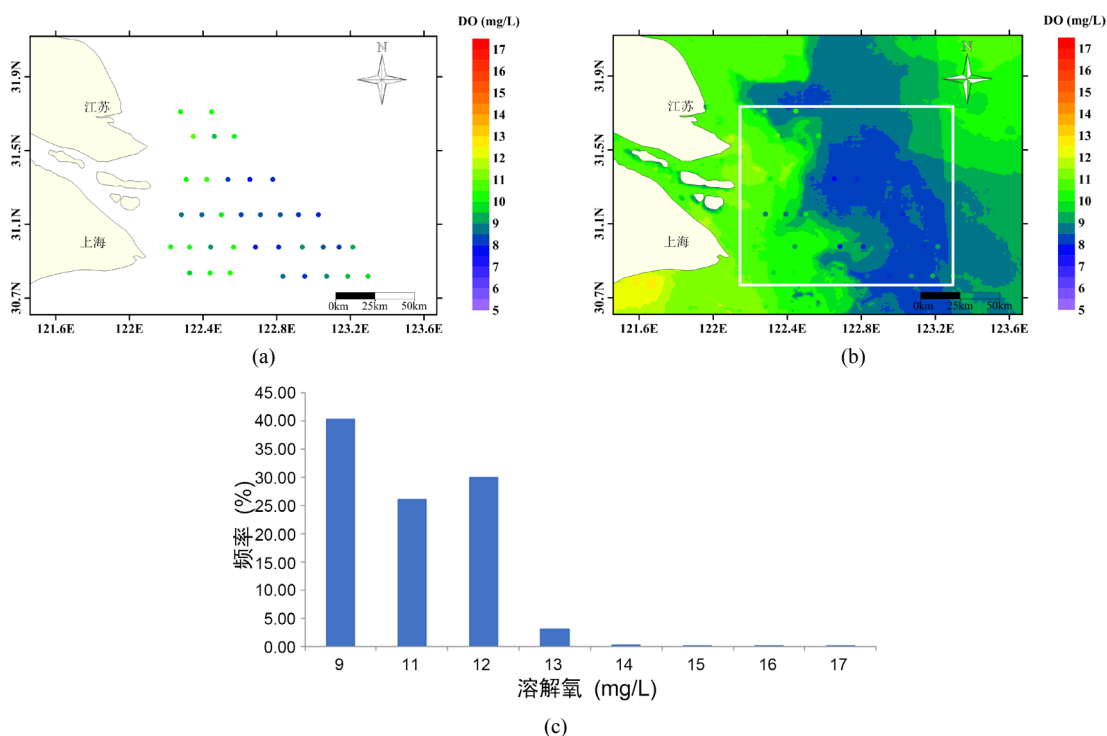 DO (mg/L)
N
17
16
15
14
13
12
11
10
9
8
7
6
5
31.9N
31.5N
31.1N
30.7N
江苏
上海
0km 25km 50km
121.6E 122E 122.4E 122.8E 123.2E 123.6E
(a)
DO (mg/L)
N
17
16
15
14
13
12
11
10
9
8
7
6
5
31.9N
31.5N
31.1N
30.7N
江苏
上海
0km 25km 50km
121.6E 122E 122.4E 122.8E 123.2E 123.6E
(b)
频率 (%)
45.00
40.00
35.00
30.00
25.00
20.00
15.00
10.00
5.00
0.00
9 11 12 13 14 15 16 17
溶解氧 (mg/L)
(c)